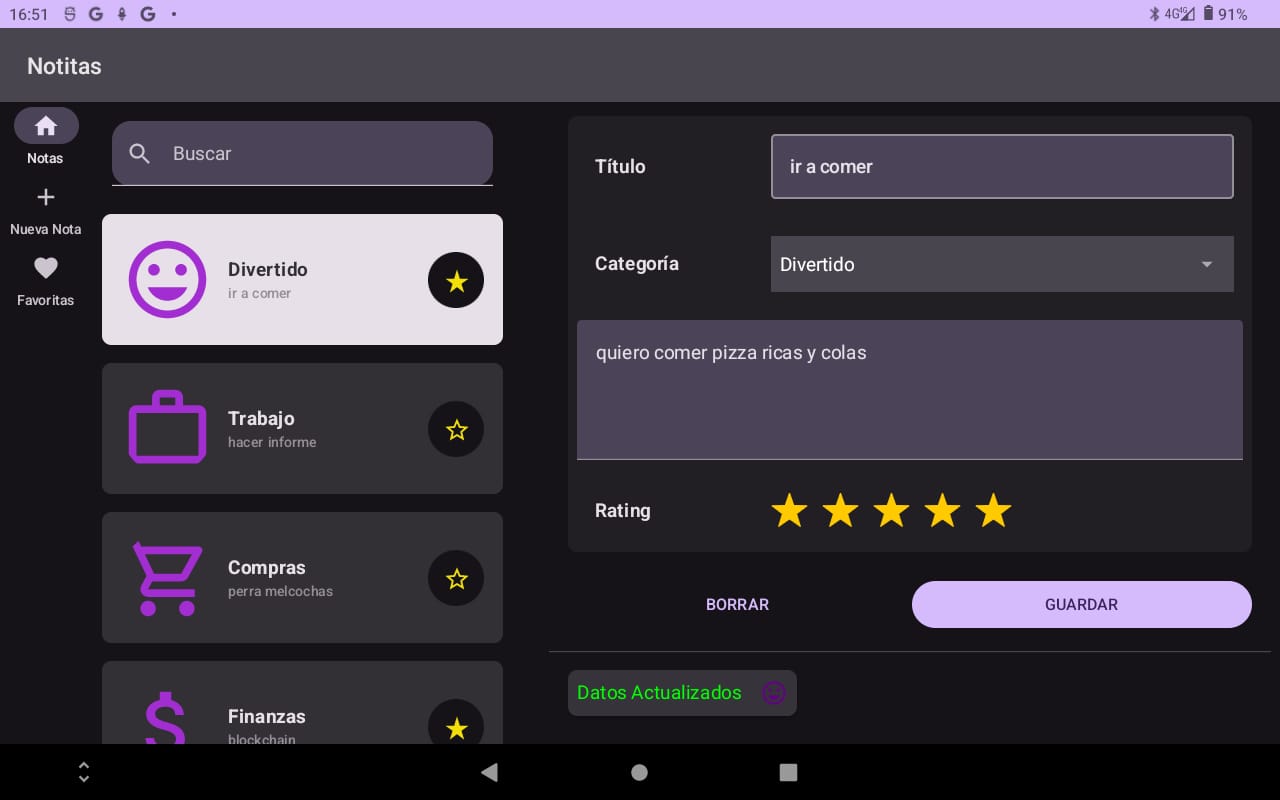 16:51
4G 91%
Notitas
Notas
Nueva Nota
Favoritas
Buscar
Divertido
ir a comer
Trabajo
hacer informe
Compras
perra melcochas
Finanzas
blockchain
Título
ir a comer
Categoría
Divertido
quiero comer pizza ricas y colas
Rating
BORRAR
GUARDAR
Datos Actualizados